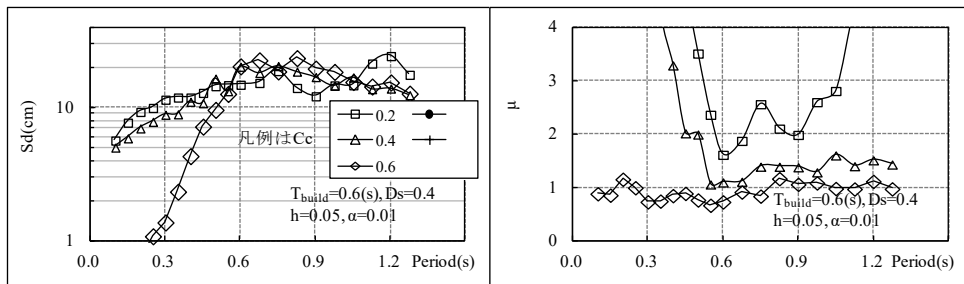 40
10
1
Sd(cm)
凡例はCc
0.2
0.4
0.6
Tbuild=0.6(s), Ds=0.4
h=0.05, α=0.01
0.0 0.3 0.6 0.9 1.2 Period(s)
4
3
2
1
0
μ
Tbuild=0.6(s), Ds=0.4
h=0.05, α=0.01
0.0 0.3 0.6 0.9 1.2 Period(s)